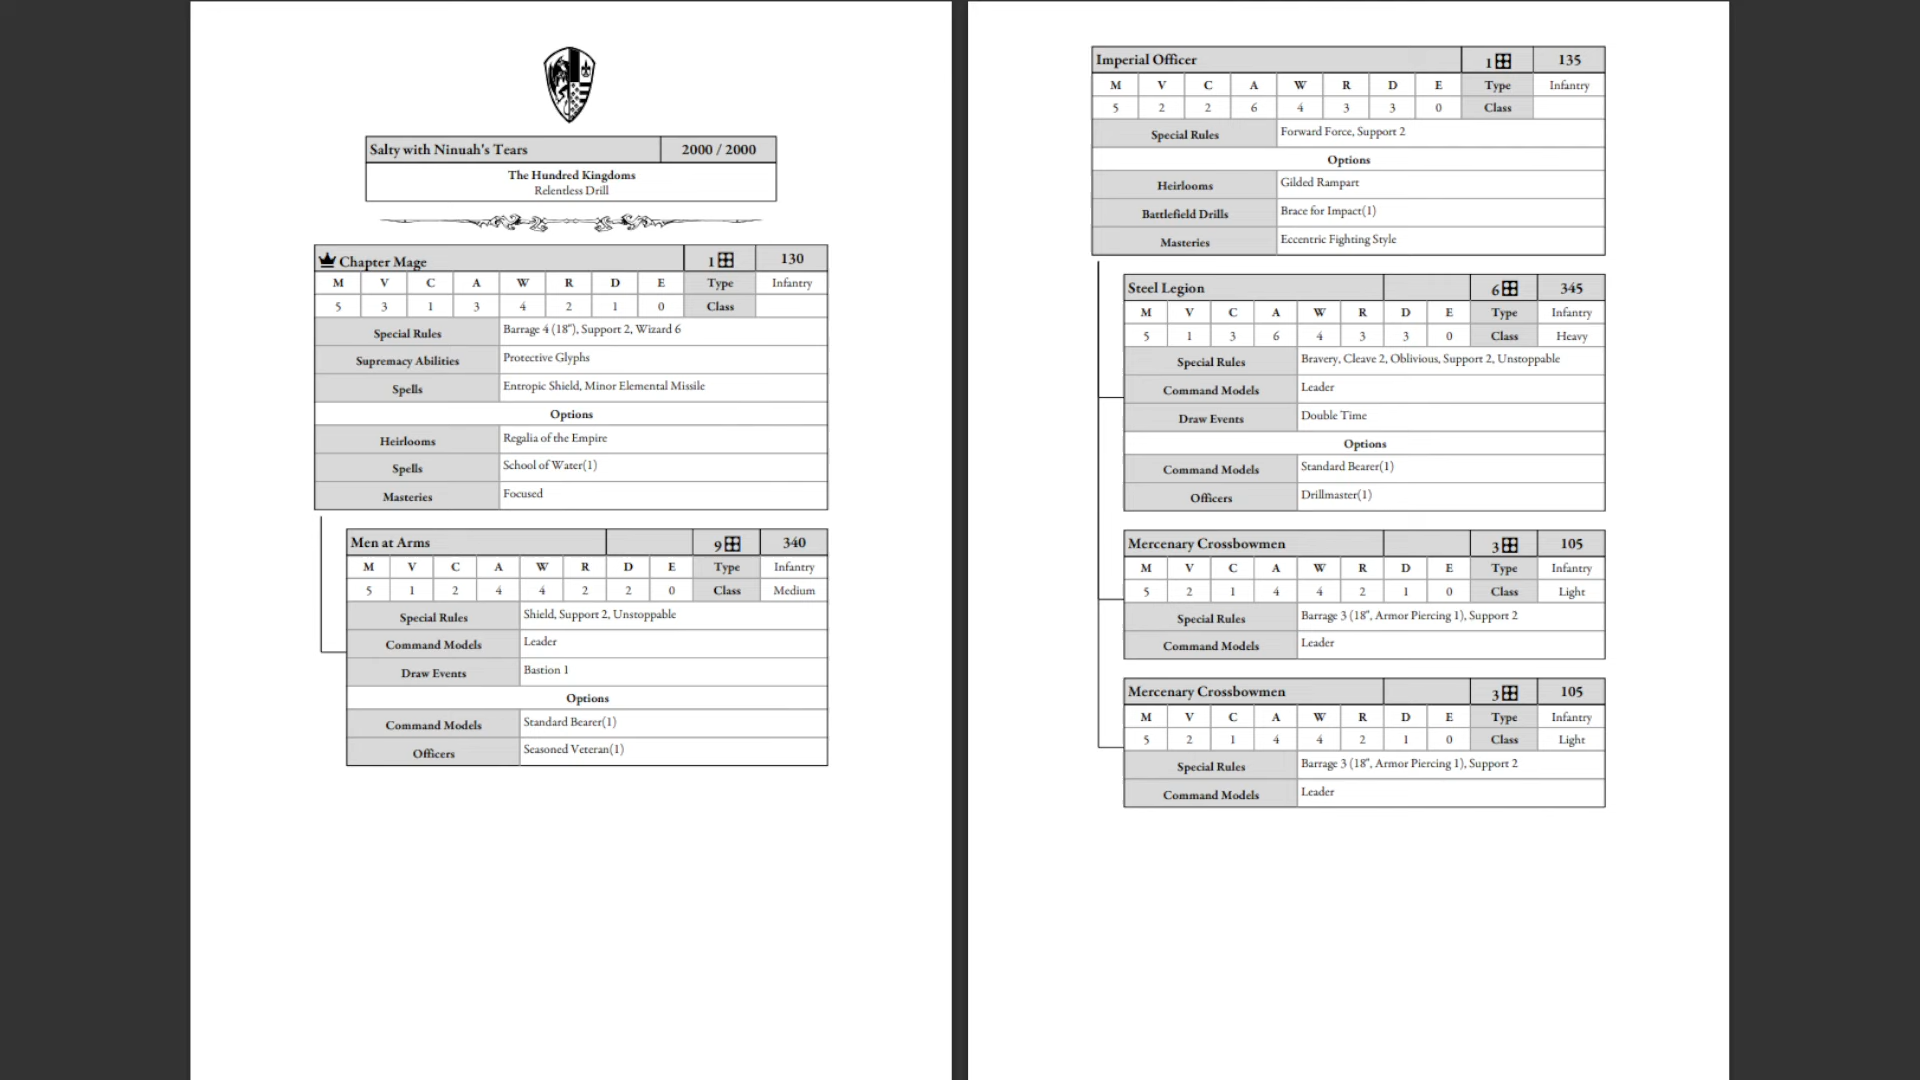 Salty with Ninuah's Tears 2000 / 2000
The Hundred Kingdoms
Relentless Drill
Chapter Mage 1 130
M V C A W R D E Type Infantry
5 3 1 3 4 2 1 0 Class
Special Rules Barrage 4 (18"), Support 2, Wizard 6
Supremacy Abilities Protective Glyphs
Spells Entropic Shield, Minor Elemental Missile
Options
Heirlooms Regalia of the Empire
Spells School of Water(1)
Masteries Focused
Men at Arms 9 340
M V C A W R D E Type Infantry
5 1 2 4 4 2 2 0 Class Medium
Special Rules Shield, Support 2, Unstoppable
Command Models Leader
Draw Events Bastion 1
Options
Command Models Standard Bearer(1)
Officers Seasoned Veteran(1)
Imperial Officer 1 135
M V C A W R D E Type Infantry
5 2 2 6 4 3 3 0 Class
Special Rules Forward Force, Support 2
Options
Heirlooms Gilded Rampart
Battlefield Drills Brace for Impact(1)
Masteries Eccentric Fighting Style
Steel Legion 6 345
M V C A W R D E Type Infantry
5 1 3 6 4 3 3 0 Class Heavy
Special Rules Bravery, Cleave 2, Oblivious, Support 2, Unstoppable
Command Models Leader
Draw Events Double Time
Options
Command Models Standard Bearer(1)
Officers Drillmaster(1)
Mercenary Crossbowmen 3 105
M V C A W R D E Type Infantry
5 2 1 4 4 2 1 0 Class Light
Special Rules Barrage 3 (18", Armor Piercing 1), Support 2
Command Models Leader
Mercenary Crossbowmen 3 105
M V C A W R D E Type Infantry
5 2 1 4 4 2 1 0 Class Light
Special Rules Barrage 3 (18", Armor Piercing 1), Support 2
Command Models Leader